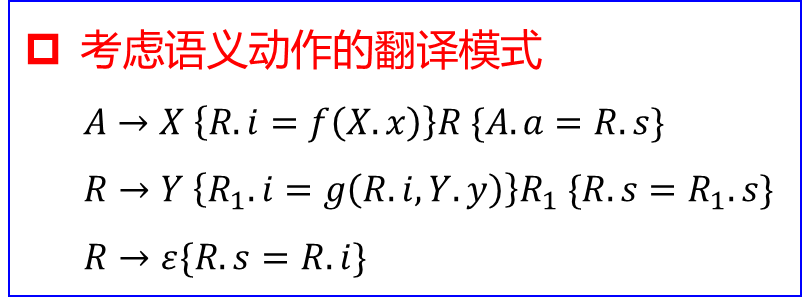 考虑语义动作的翻译模式
A → X {R.i = f(X.x)}R {A.a = R.s}
R → Y {R₁.i = g(R.i, Y.y)}R₁ {R.s = R₁.s}
R → ε{R.s = R.i}